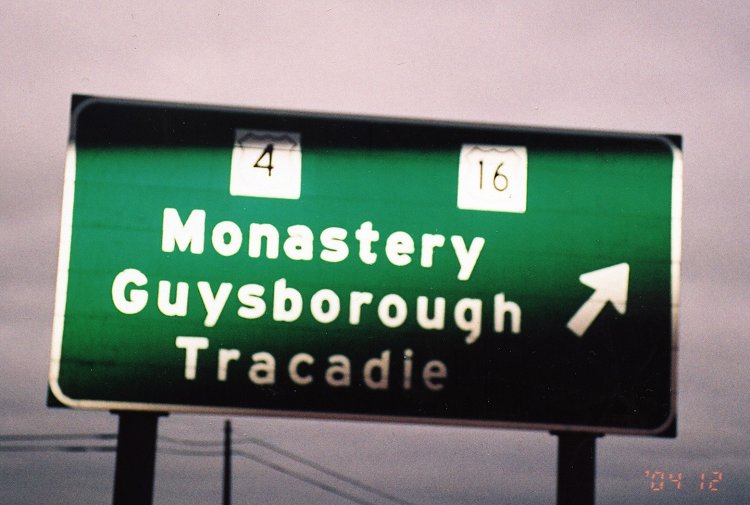 4 16
Monastery
Guysborough
Tracadie
'04 12